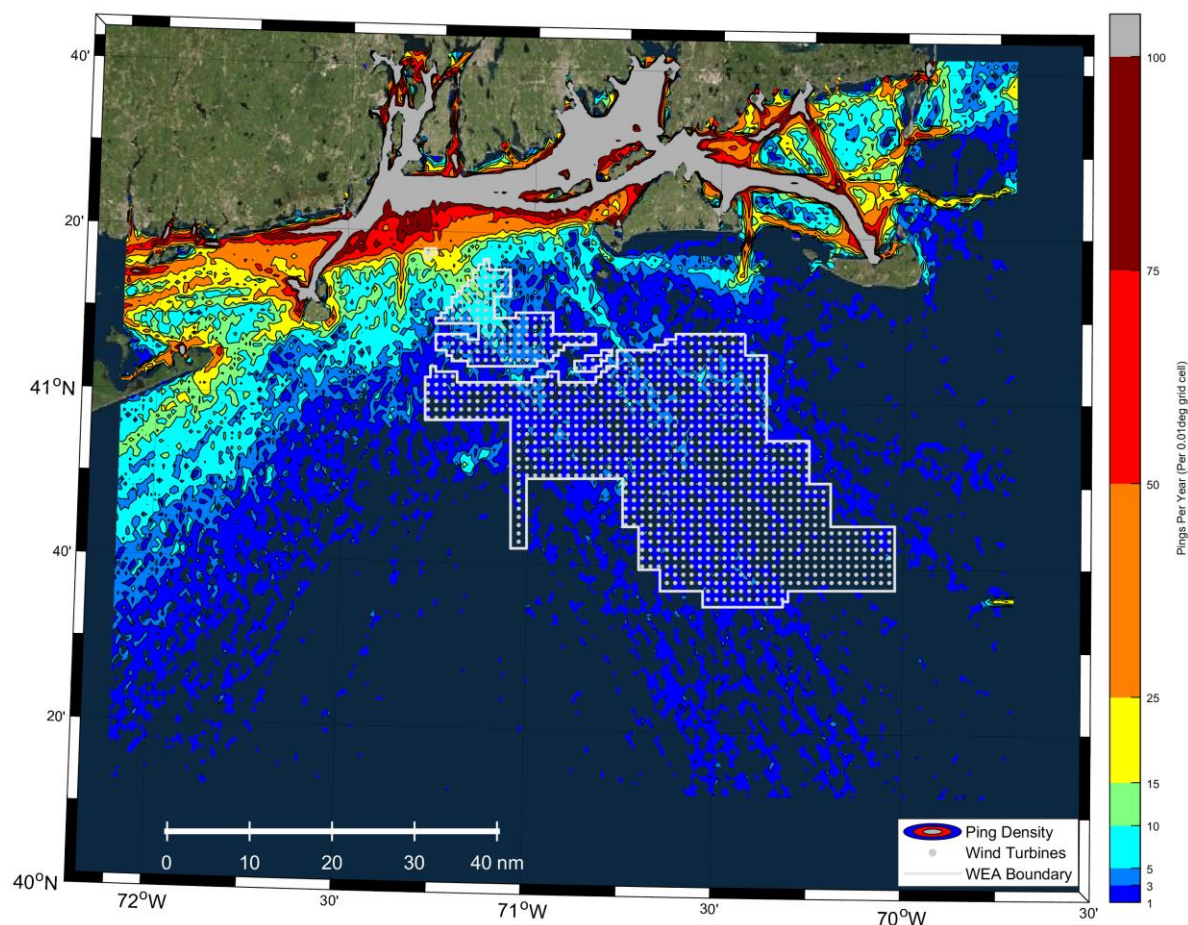 40'
20'
41°N
40'
20'
40°N
72°W
30'
71°W
30'
70°W
30'
0 10 20 30 40 nm
Ping Density
Wind Turbines
WEA Boundary
100
75
50
25
15
10
5
3
1
Pings Per Year (Per 0.01deg grid cell)